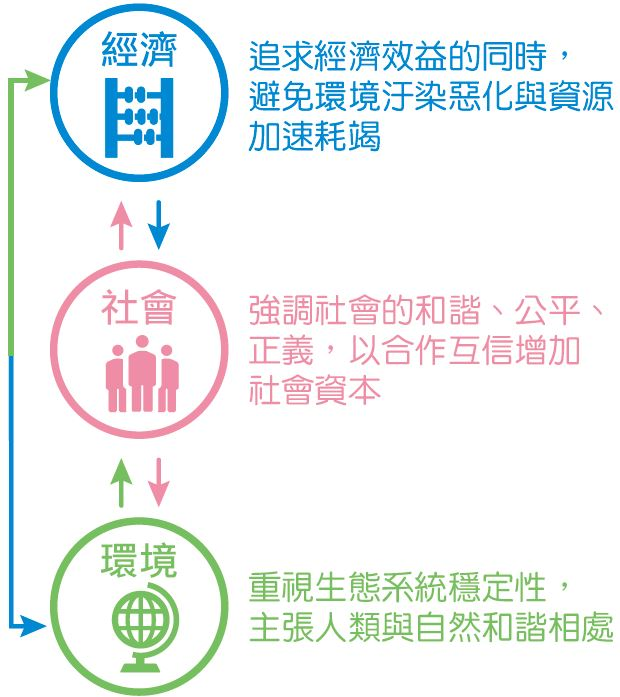 經濟
追求經濟效益的同時，
避免環境汙染惡化與資源
加速耗竭
社會
強調社會的和諧、公平、
正義，以合作互信增加
社會資本
環境
重視生態系統穩定性，
主張人類與自然和諧相處